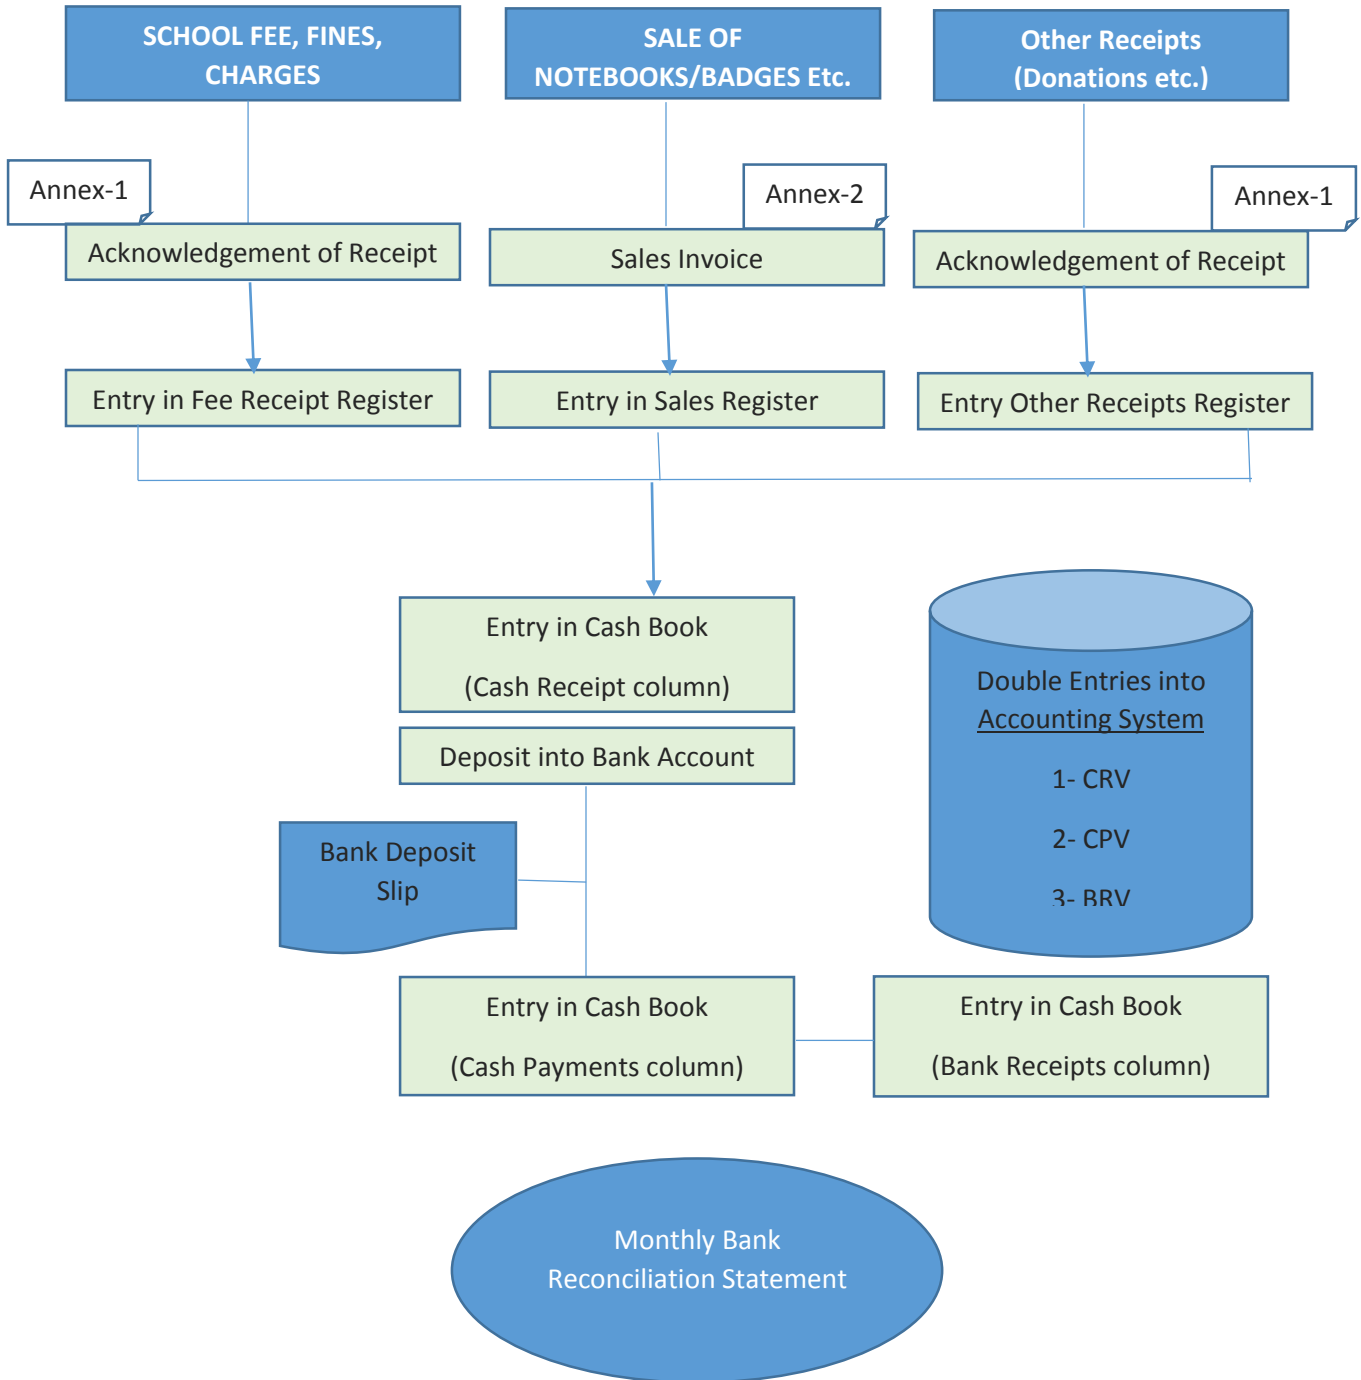 SCHOOL FEE, FINES,
CHARGES
SALE OF
NOTEBOOKS/BADGES Etc.
Other Receipts
(Donations etc.)
Annex-1
Annex-2
Annex-1
Acknowledgement of Receipt
Sales Invoice
Acknowledgement of Receipt
Entry in Fee Receipt Register
Entry in Sales Register
Entry Other Receipts Register
Entry in Cash Book
(Cash Receipt column)
Deposit into Bank Account
Double Entries into
Accounting System
1- CRV
2- CPV
3- BRV
Bank Deposit
Slip
Entry in Cash Book
(Cash Payments column)
Entry in Cash Book
(Bank Receipts column)
Monthly Bank
Reconciliation Statement